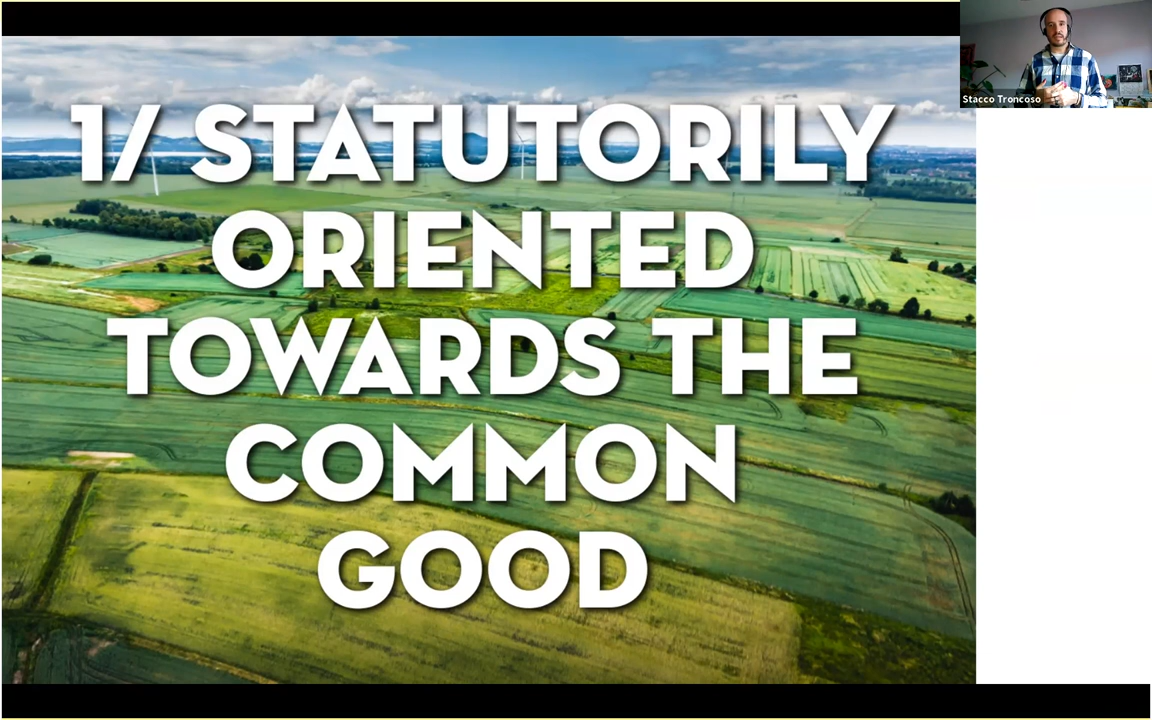 1/ STATUTORILY
ORIENTED
TOWARDS THE
COMMON
GOOD
Stacco Troncoso